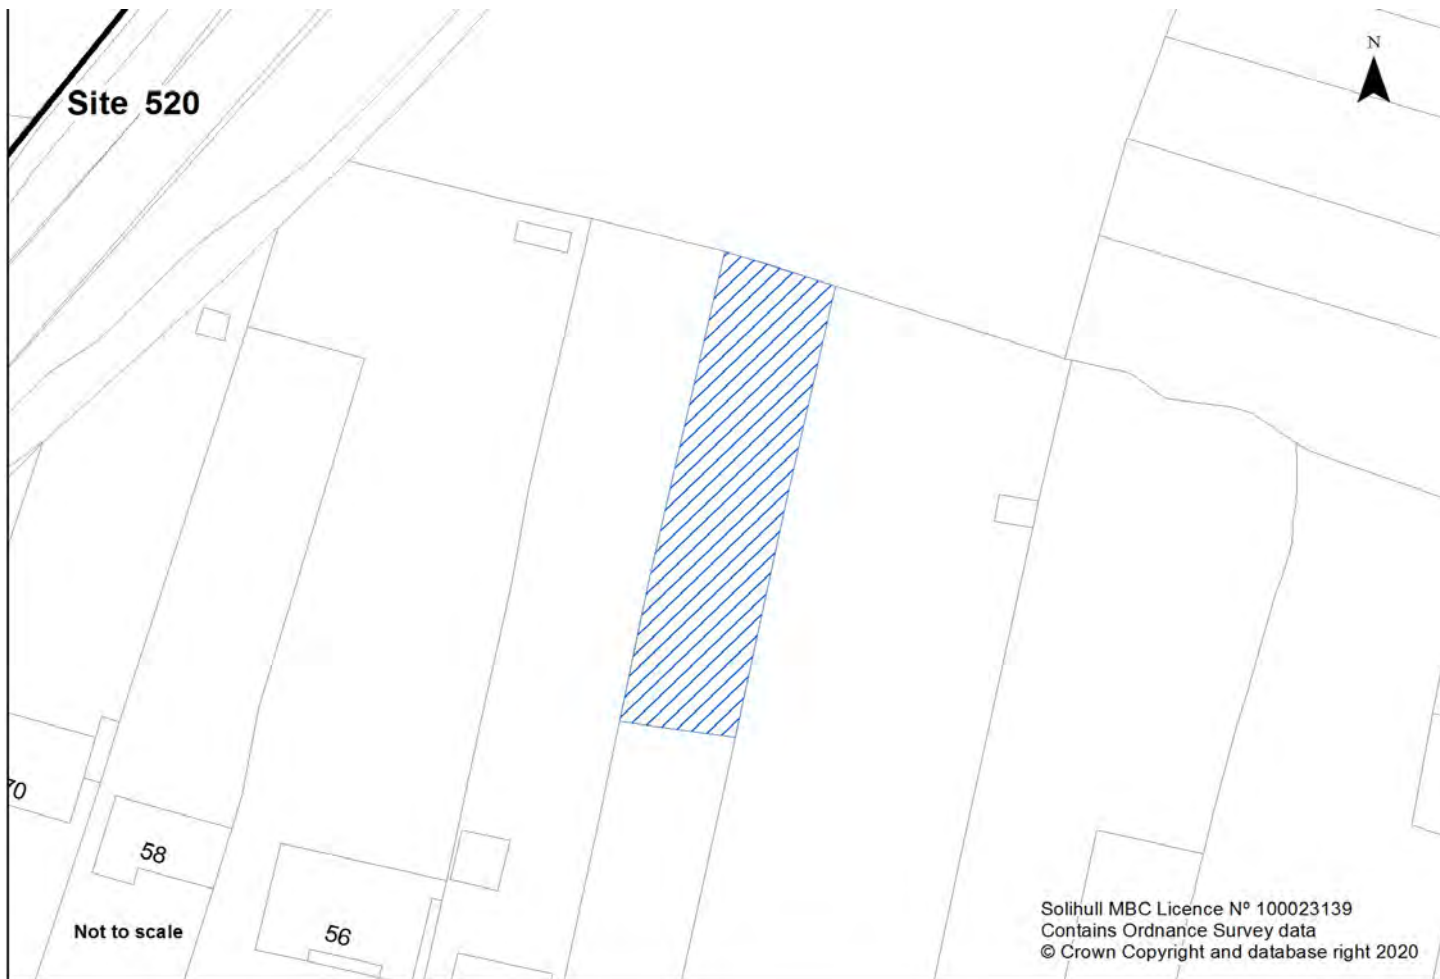 N
Site 520
70
58
56
Not to scale
Solihull MBC Licence Nº 100023139
Contains Ordnance Survey data
© Crown Copyright and database right 2020